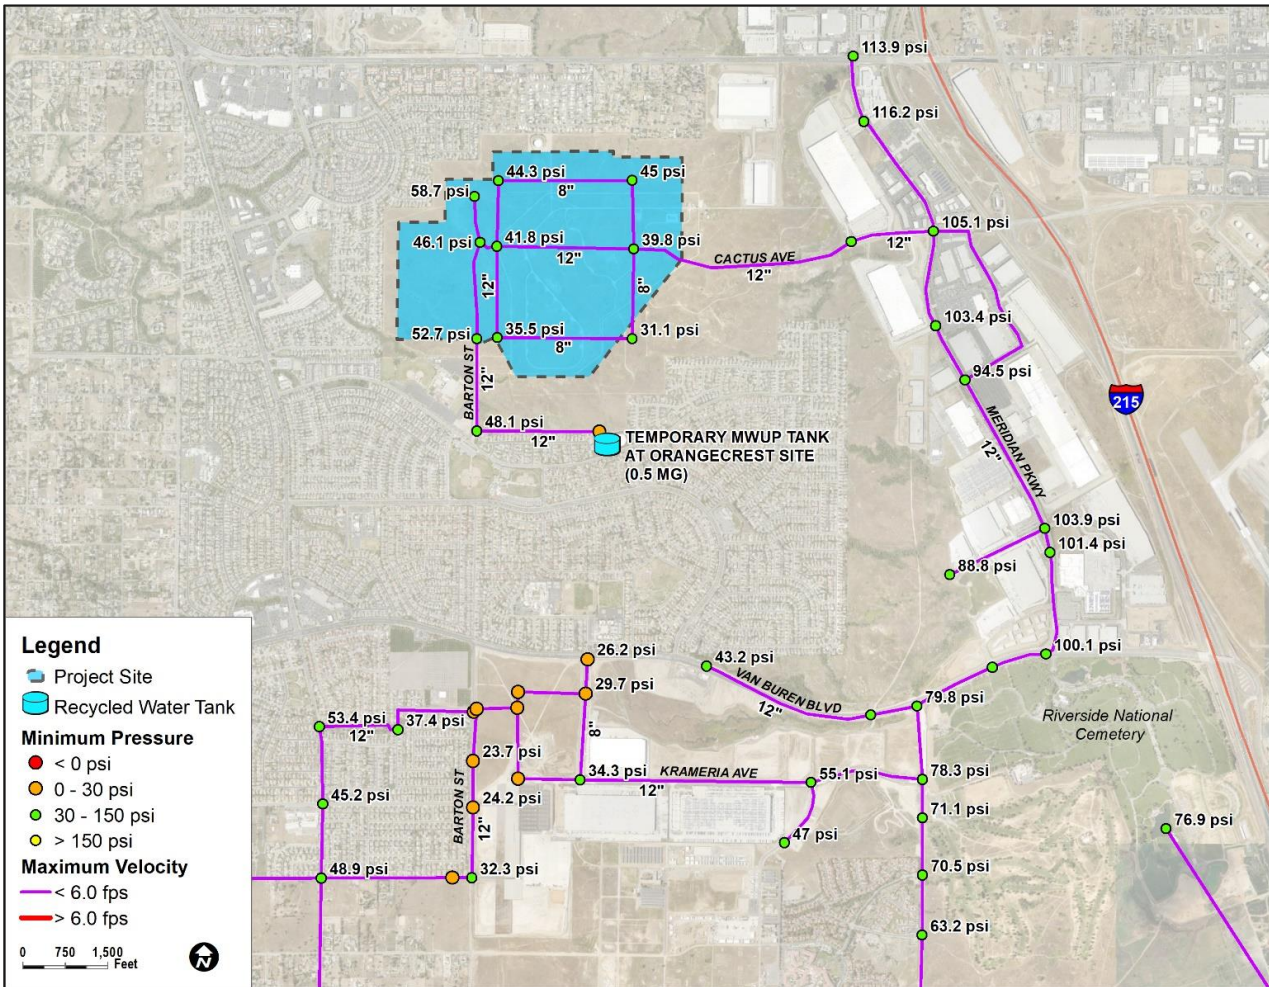 113.9 psi
116.2 psi
44.3 psi
45 psi
58.7 psi
8"
105.1 psi
46.1 psi
41.8 psi
39.8 psi
12"
12"
CACTUS AVE
12"
12"
8"
103.4 psi
52.7 psi
35.5 psi
31.1 psi
8"
94.5 psi
BARTON ST
12"
215
MERIDIAN PKWY
12"
48.1 psi
12"
TEMPORARY MWUP TANK
AT ORANGECREST SITE
(0.5 MG)
103.9 psi
101.4 psi
88.8 psi
26.2 psi
43.2 psi
100.1 psi
29.7 psi
VAN BUREN BLVD
12"
79.8 psi
53.4 psi
37.4 psi
12"
8"
Riverside National
Cemetery
23.7 psi
34.3 psi
KRAMERIA AVE
12"
55.1 psi
78.3 psi
BARTON ST
12"
24.2 psi
45.2 psi
71.1 psi
47 psi
76.9 psi
48.9 psi
32.3 psi
70.5 psi
63.2 psi
Legend
Project Site
Recycled Water Tank
Minimum Pressure
< 0 psi
0 - 30 psi
30 - 150 psi
> 150 psi
Maximum Velocity
< 6.0 fps
> 6.0 fps
0 750 1,500
Feet
N